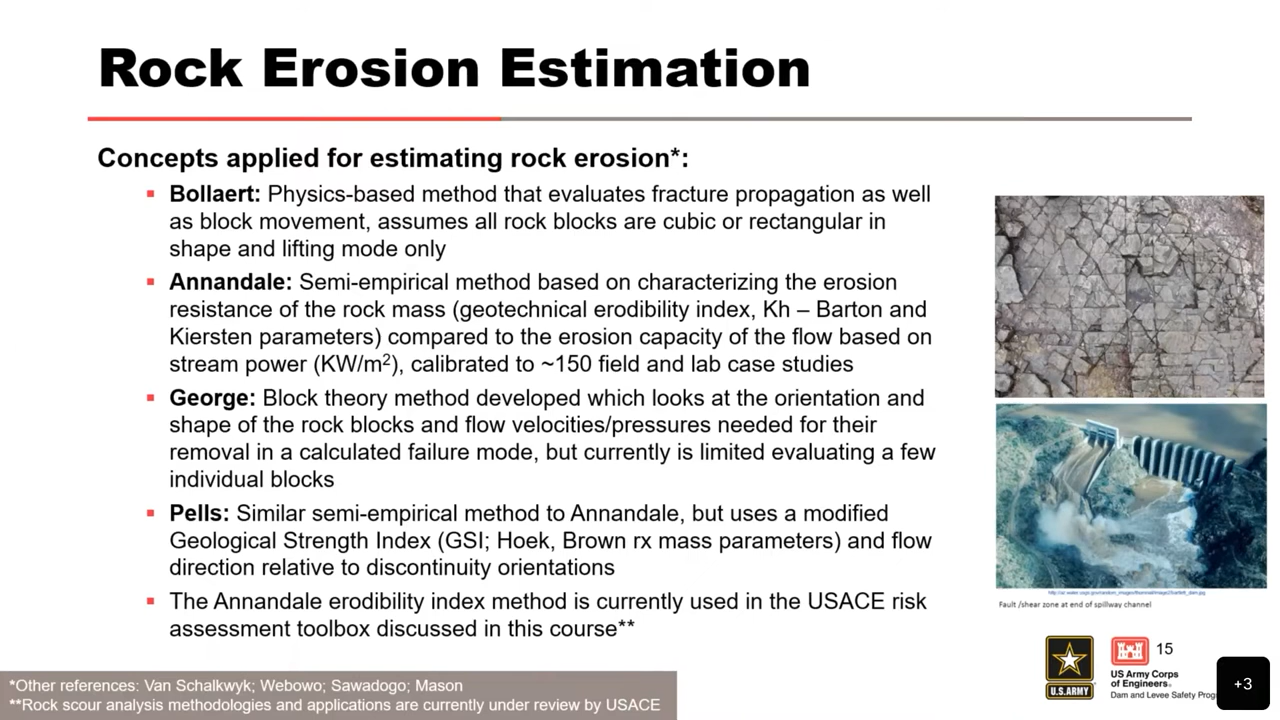 Rock Erosion Estimation
Concepts applied for estimating rock erosion*:
Bollaert: Physics-based method that evaluates fracture propagation as well
as block movement, assumes all rock blocks are cubic or rectangular in
shape and lifting mode only
Annandale: Semi-empirical method based on characterizing the erosion
resistance of the rock mass (geotechnical erodibility index, Kh – Barton and
Kiersten parameters) compared to the erosion capacity of the flow based on
stream power (KW/m²), calibrated to ~150 field and lab case studies
George: Block theory method developed which looks at the orientation and
shape of the rock blocks and flow velocities/pressures needed for their
removal in a calculated failure mode, but currently is limited evaluating a few
individual blocks
Pells: Similar semi-empirical method to Annandale, but uses a modified
Geological Strength Index (GSI; Hoek, Brown rx mass parameters) and flow
direction relative to discontinuity orientations
The Annandale erodibility index method is currently used in the USACE risk
assessment toolbox discussed in this course**
Fault /shear zone at end of spillway channel
U.S. ARMY
US Army Corps
of Engineers®
Dam and Levee Safety
15
+3
*Other references: Van Schalkwyk; Webowo; Sawadogo; Mason
**Rock scour analysis methodologies and applications are currently under review by USACE